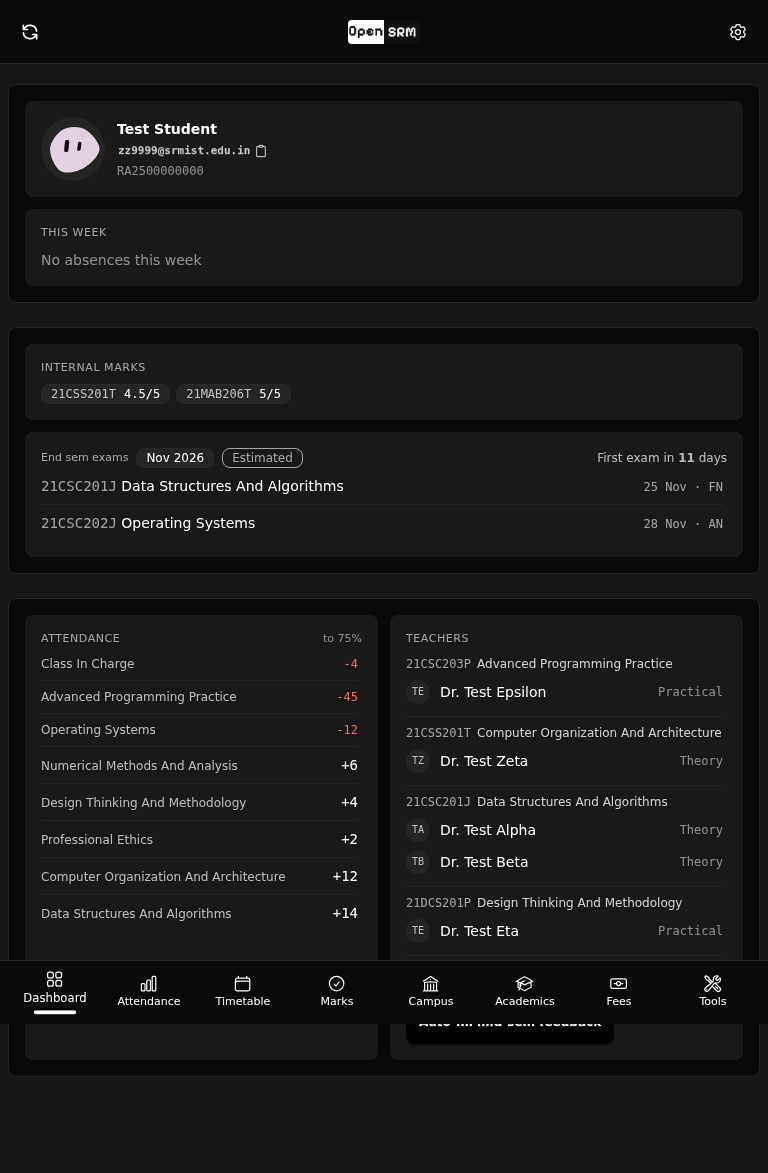 Open SRM
Test Student
zz9999@srmist.edu.in
RA2500000000
THIS WEEK
No absences this week
INTERNAL MARKS
21CSS201T 4.5/5 21MAB206T 5/5
End sem exams Nov 2026 Estimated First exam in 11 days
21CSC201J Data Structures And Algorithms 25 Nov · FN
21CSC202J Operating Systems 28 Nov · AN
ATTENDANCE to 75%
Class In Charge -4
Advanced Programming Practice -45
Operating Systems -12
Numerical Methods And Analysis +6
Design Thinking And Methodology +4
Professional Ethics +2
Computer Organization And Architecture +12
Data Structures And Algorithms +14
TEACHERS
21CSC203P Advanced Programming Practice
TE Dr. Test Epsilon Practical
21CSS201T Computer Organization And Architecture
TZ Dr. Test Zeta Theory
21CSC201J Data Structures And Algorithms
TA Dr. Test Alpha Theory
TB Dr. Test Beta Theory
21DCS201P Design Thinking And Methodology
TE Dr. Test Eta Practical
Dashboard Attendance Timetable Marks Campus Academics Fees Tools